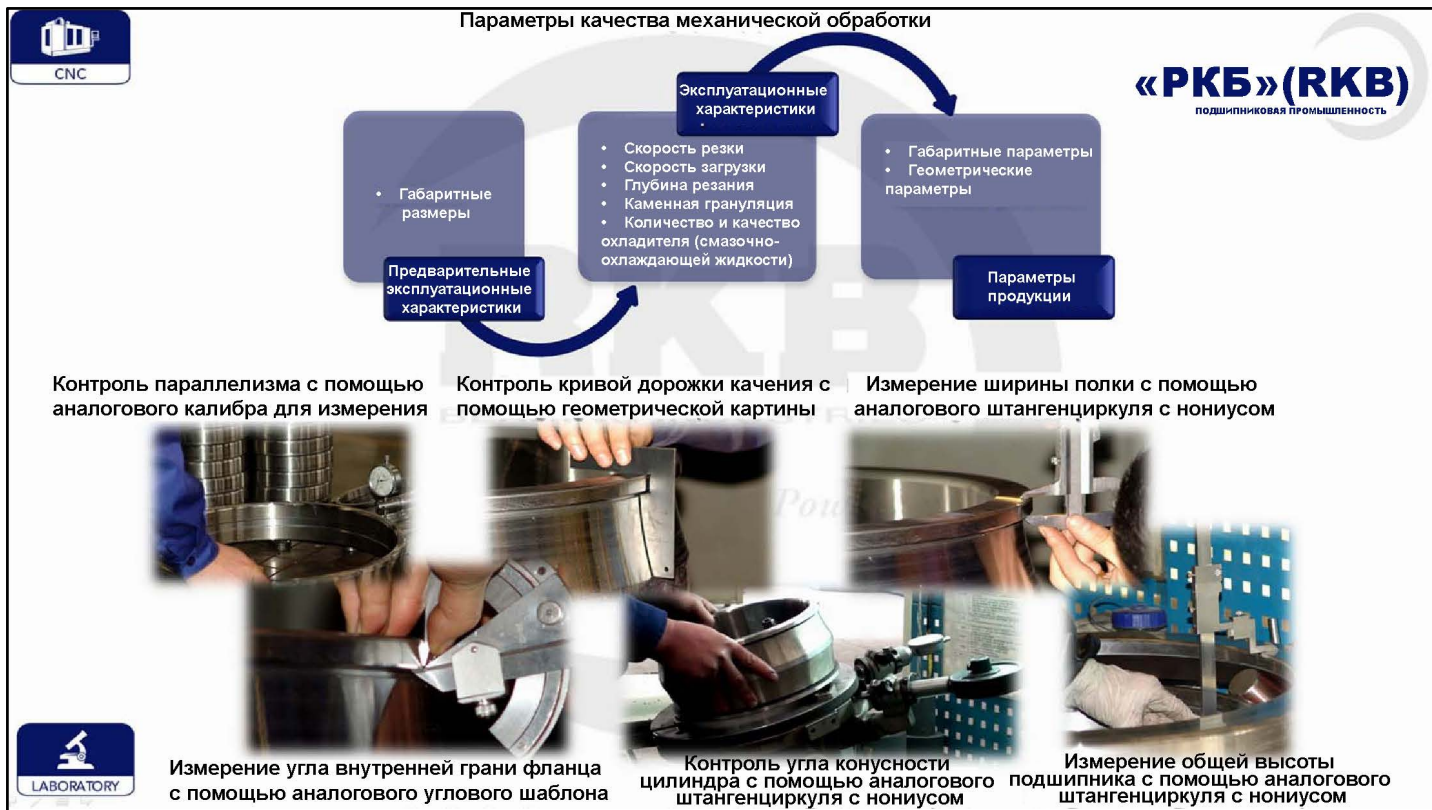 Параметры качества механической обработки
CNC
«РКБ»(RKB)
ПОДШИПНИКОВАЯ ПРОМЫШЛЕННОСТЬ
• Габаритные
размеры
Предварительные
эксплуатационные
характеристики
Эксплуатационные
характеристики
• Скорость резки
• Скорость загрузки
• Глубина резания
• Каменная грануляция
• Количество и качество
охладителя (смазочно-
охлаждающей жидкости)
• Габаритные параметры
• Геометрические
параметры
Параметры
продукции
RKB
Контроль параллелизма с помощью
аналогового калибра для измерения
Контроль кривой дорожки качения с
помощью геометрической картины
Измерение ширины полки с помощью
аналогового штангенциркуля с нониусом
Измерение угла внутренней грани фланца
с помощью аналогового углового шаблона
Контроль угла конусности
цилиндра с помощью аналогового
штангенциркуля с нониусом
Измерение общей высоты
подшипника с помощью аналогового
штангенциркуля с нониусом
LABORATORY